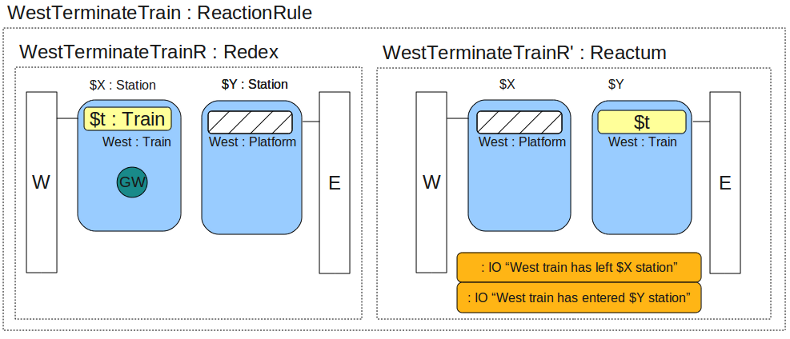 WestTerminateTrain : ReactionRule
WestTerminateTrainR : Redex
$X : Station
$Y : Station
W
$t : Train
West : Train
GW
West : Platform
E
WestTerminateTrainR' : Reactum
$X
$Y
W
West : Platform
$t
West : Train
E
: IO “West train has left $X station”
: IO “West train has entered $Y station”